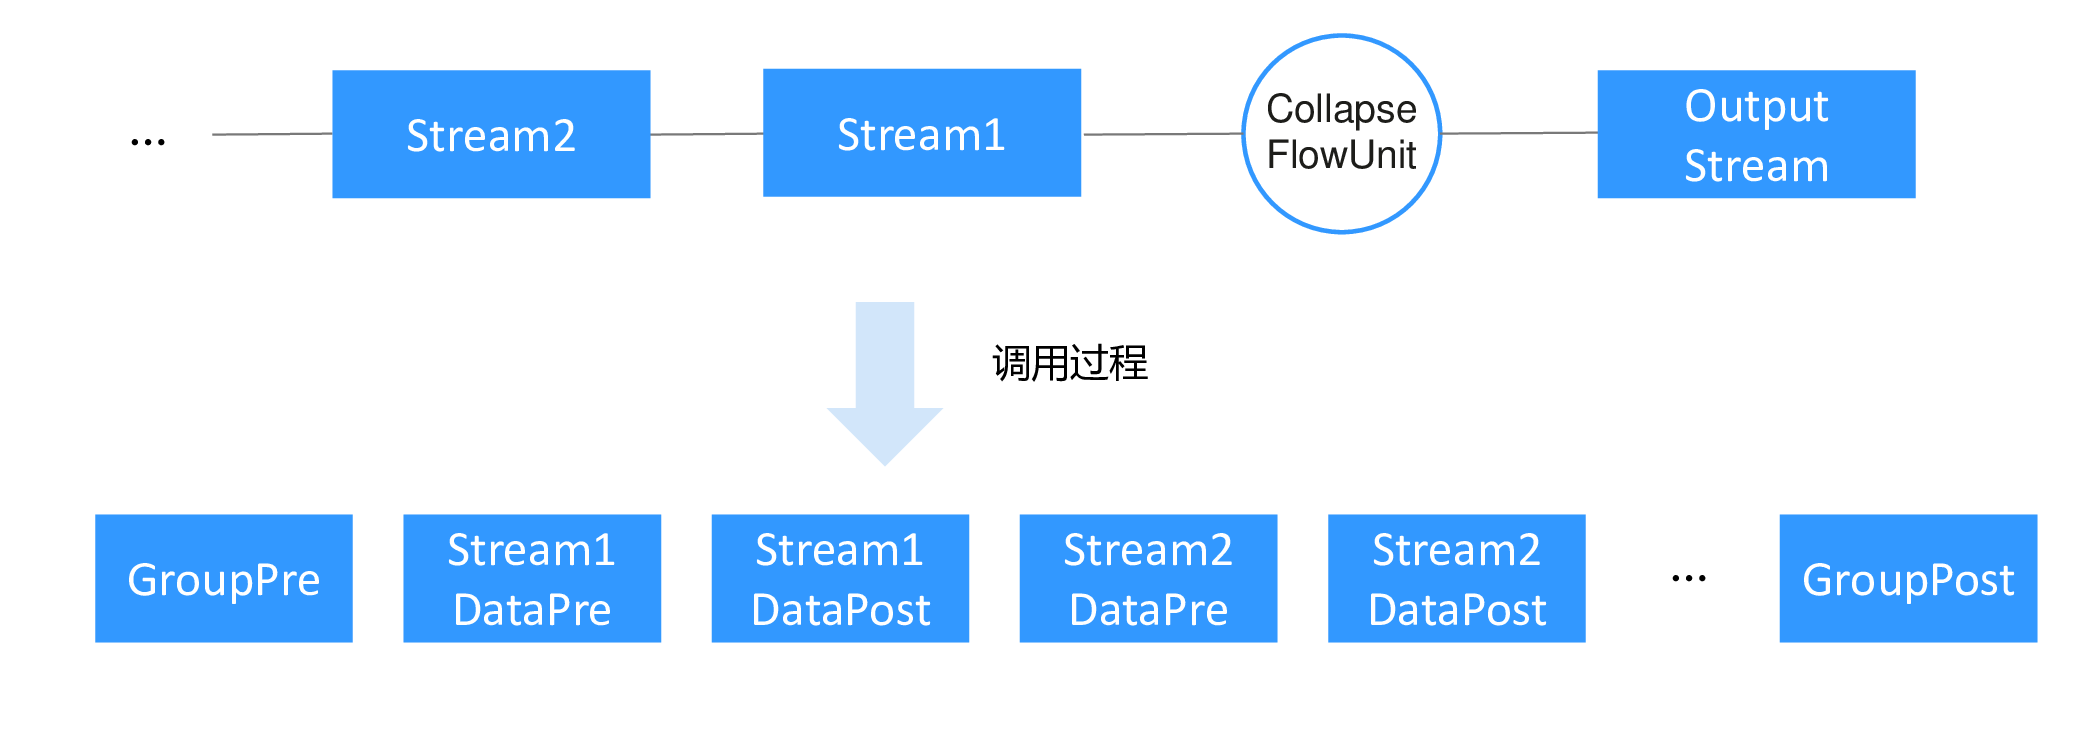 ...
Stream2
Stream1
Collapse
FlowUnit
Output
Stream
调用过程
GroupPre
Stream1
DataPre
Stream1
DataPost
Stream2
DataPre
Stream2
DataPost
...
GroupPost